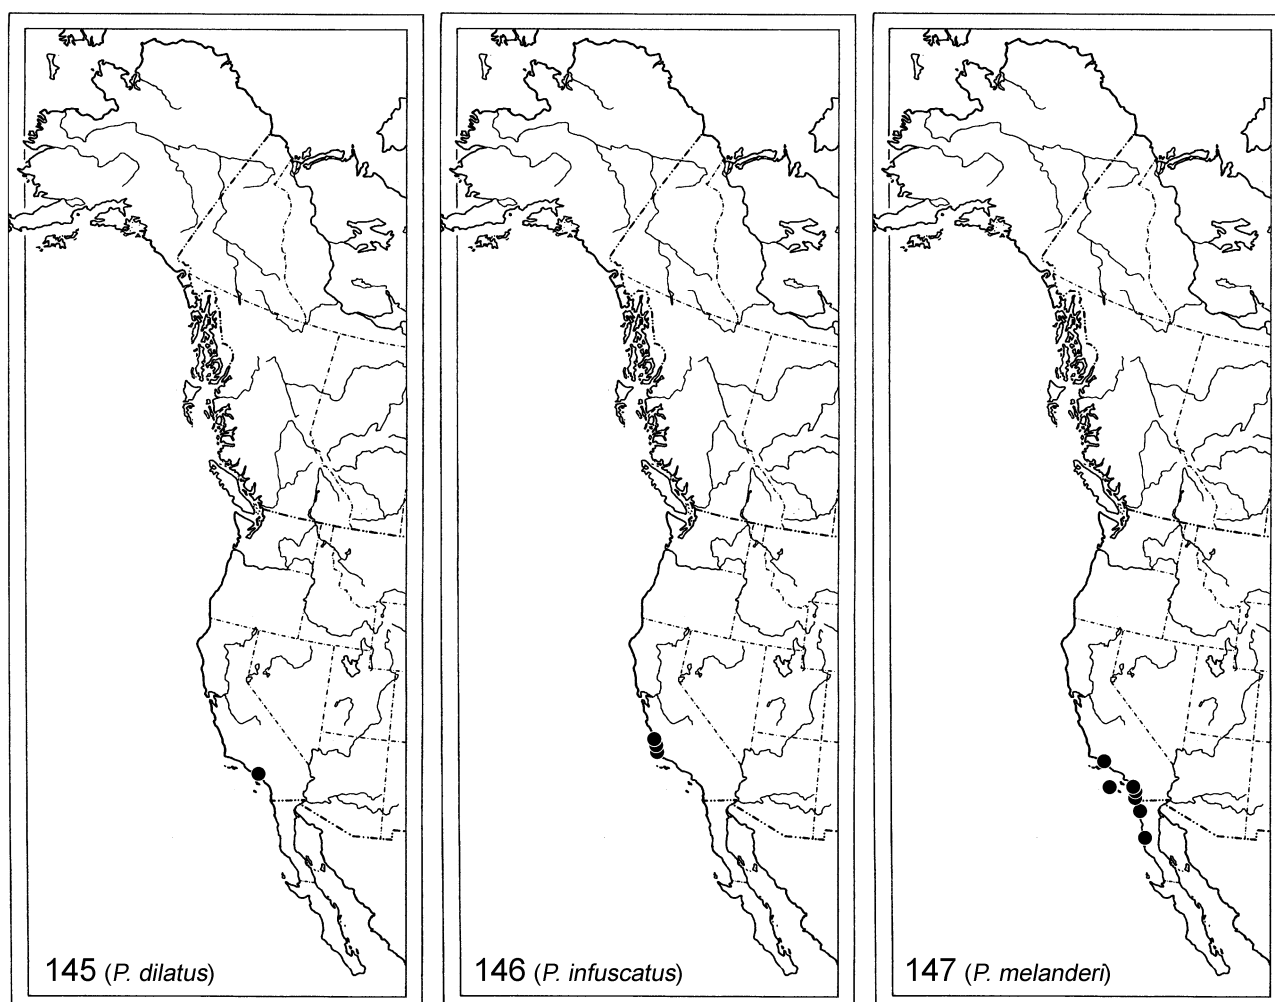 145 (P. dilatus)
146 (P. infuscatus)
147 (P. melanderi)